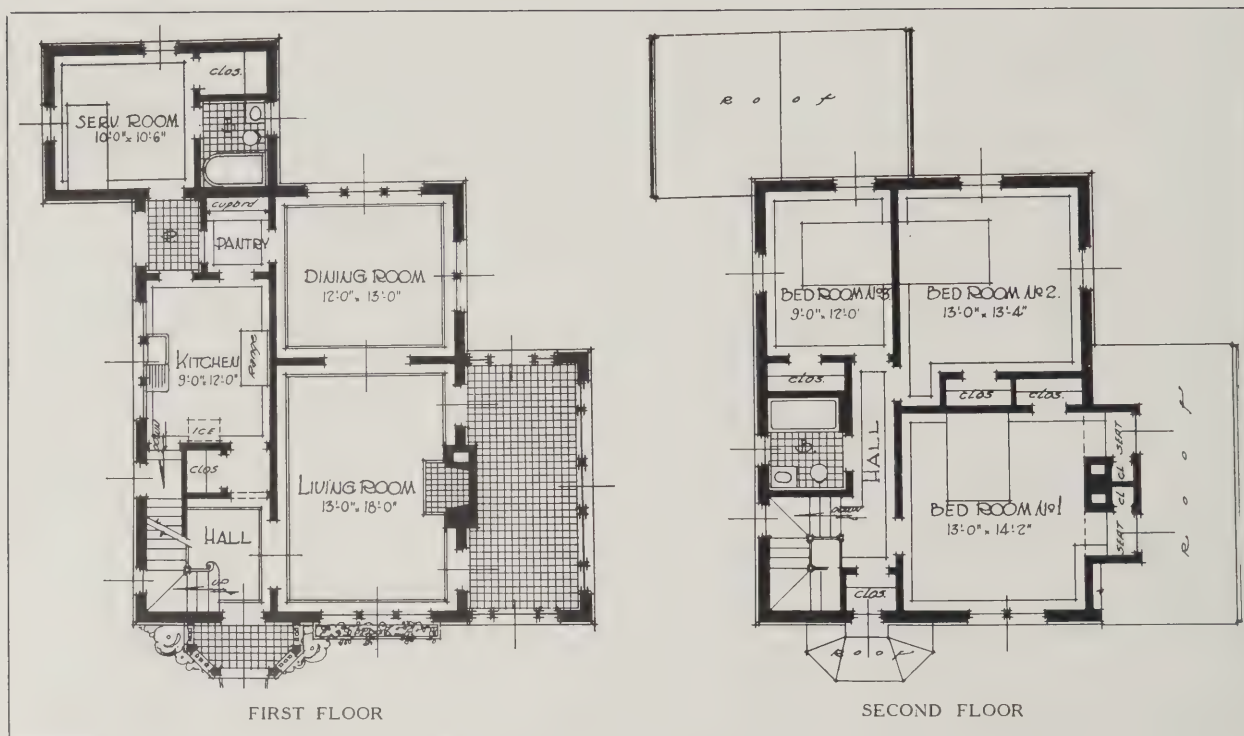 CLOS.
SERV. ROOM
10'-0" x 10'-6"
B
Cupbrd
P
PANTRY
DINING ROOM
12'-0" x 13'-0"
KITCHEN
9'-0" x 12'-0"
Range
ICE
DOWN
CLOS
LIVING ROOM
13'-0" x 18'-0"
HALL
UP
FIRST FLOOR
Roof
BED ROOM No 3
9'-0" x 12'-0"
BED ROOM No 2.
13'-0" x 13'-4"
CLOS.
CLOS
CLOS.
B
HALL
SEAT
CL
CL
SEAT
Roof
BED ROOM No 1
13'-0" x 14'-2"
DOWN
CLOS.
Roof
SECOND FLOOR